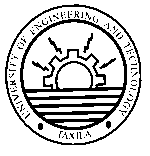 UNIVERSITY OF ENGINEERING AND TECHNOLOGY
TAXILA